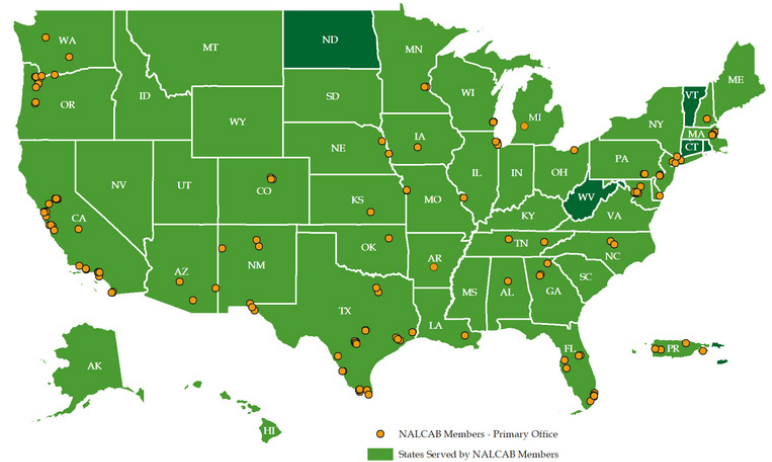 WA
MT
ND
MN
ME
OR
ID
SD
WI
MI
VT
NY
MA
CT
WY
IA
NE
PA
NV
UT
CO
IL
IN
OH
WV
VA
CA
KS
MO
KY
OK
TN
NC
AZ
NM
AR
SC
MS
AL
GA
TX
LA
FL
PR
AK
HI
NALCAB Members - Primary Office
States Served by NALCAB Members